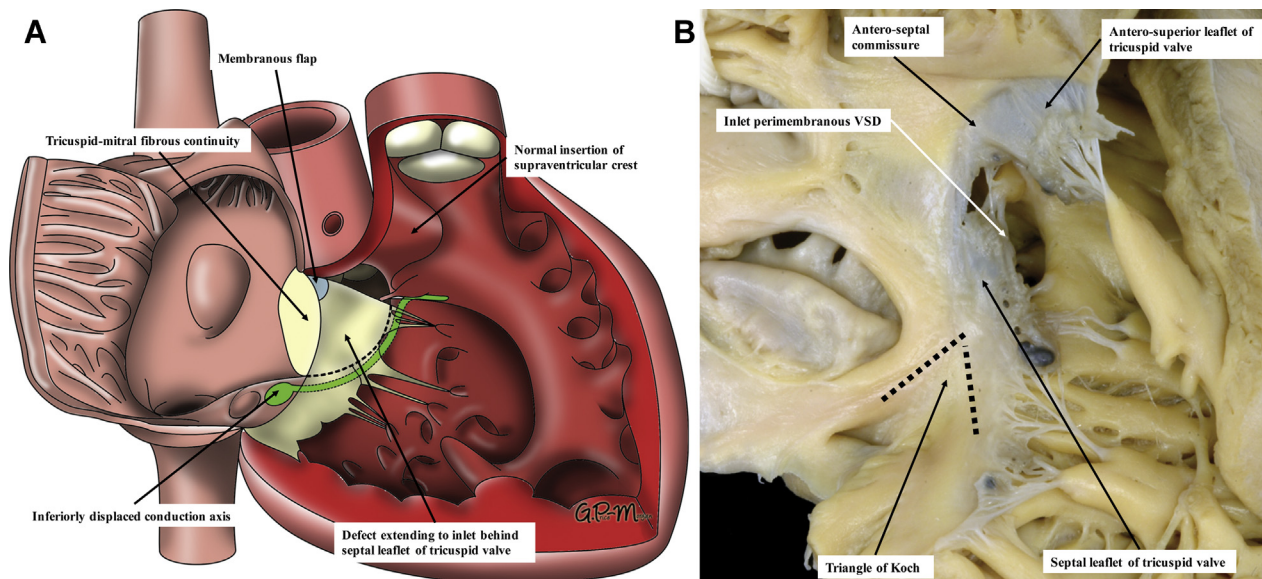 A
Membranous flap
Tricuspid-mitral fibrous continuity
Normal insertion of
supraventricular crest
Inferiorly displaced conduction axis
Defect extending to inlet behind
septal leaflet of tricuspid valve
B
Antero-septal
commissure
Antero-superior leaflet of
tricuspid valve
Inlet perimembranous VSD
Triangle of Koch
Septal leaflet of tricuspid valve